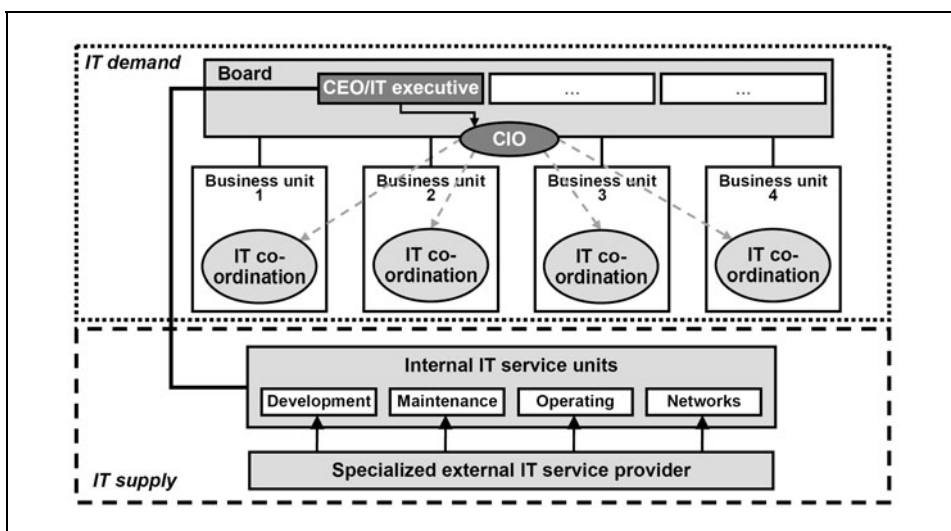 IT demand
Board
CEO/IT executive
...
...
CIO
Business unit
1
Business unit
2
Business unit
3
Business unit
4
IT co-
ordination
IT co-
ordination
IT co-
ordination
IT co-
ordination
Internal IT service units
Development
Maintenance
Operating
Networks
Specialized external IT service provider
IT supply